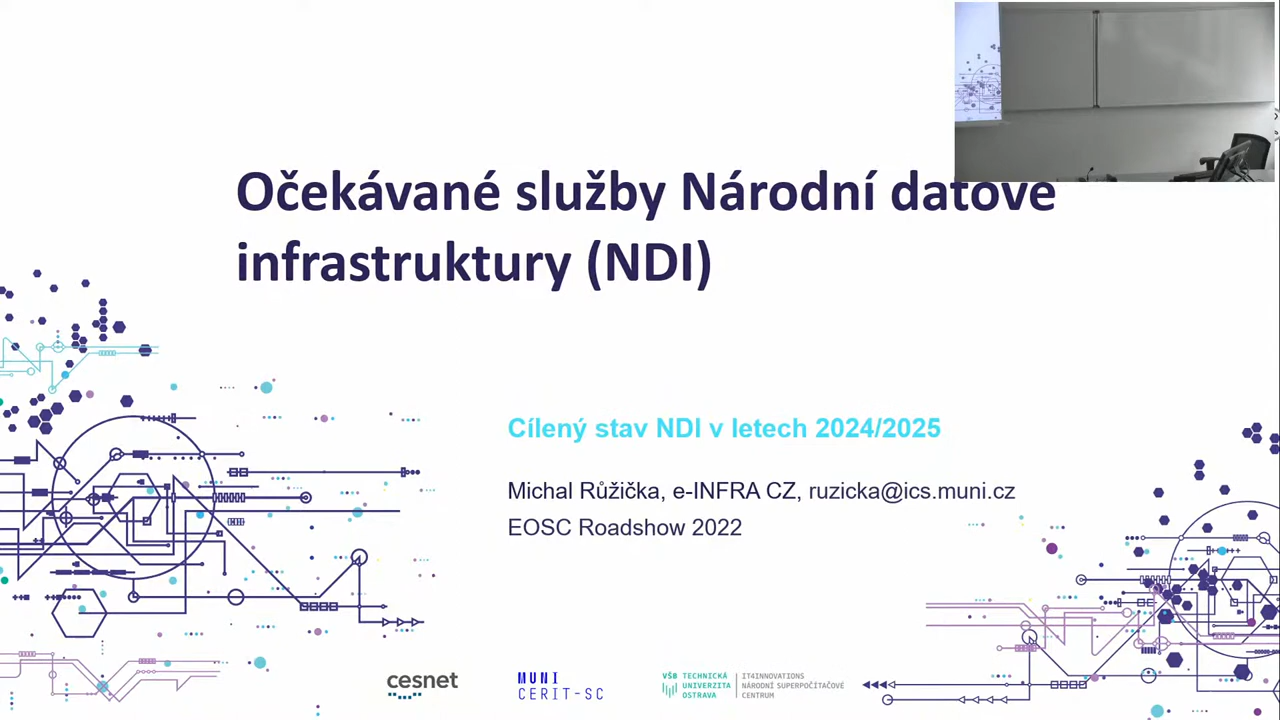 Očekávané služby Národní datové
infrastruktury (NDI)
Cílený stav NDI v letech 2024/2025
Michal Růžička, e-INFRA CZ, ruzicka@ics.muni.cz
EOSC Roadshow 2022
cesnet
MUNI
CERIT-SC
VŠB TECHNICKÁ
UNIVERZITA
OSTRAVA
IT4INNOVATIONS
NÁRODNÍ SUPERPOČÍTAČOVÉ
CENTRUM